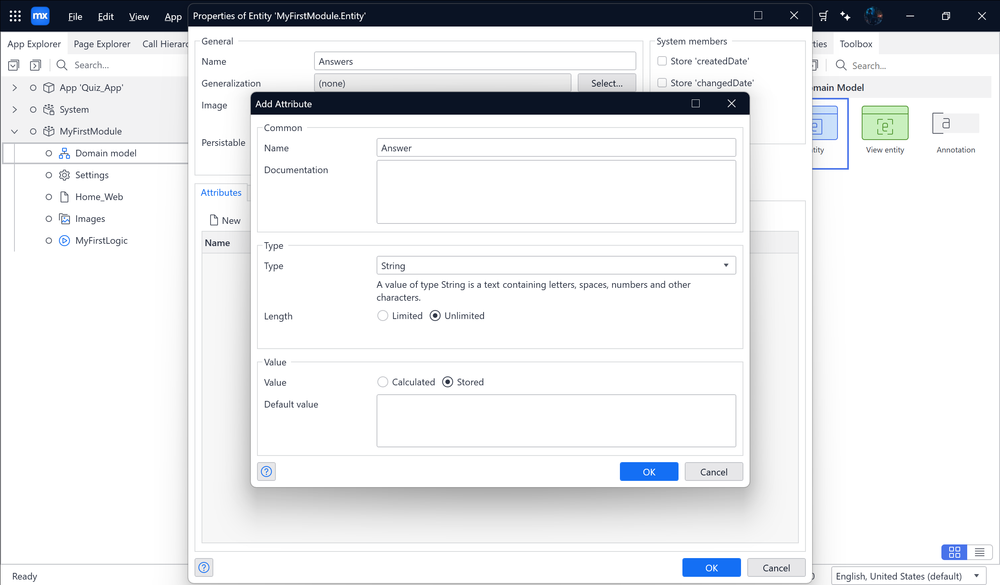 mx File Edit View App
Properties of Entity 'MyFirstModule.Entity'
App Explorer Page Explorer Call Hierarc
Search...
App 'Quiz_App'
System
MyFirstModule
Domain model
Settings
Home_Web
Images
MyFirstLogic
Ready
General
Name Answers
Generalization (none) Select...
Image
Persistable
System members
Store 'createdDate'
Store 'changedDate'
Attributes
New
Name
Add Attribute
Common
Name Answer
Documentation
Type
Type String
A value of type String is a text containing letters, spaces, numbers and other
characters.
Length Limited Unlimited
Value
Value Calculated Stored
Default value
OK Cancel
OK Cancel
ties Toolbox
Search...
main Model
e e a
tity View entity Annotation
English, United States (default)